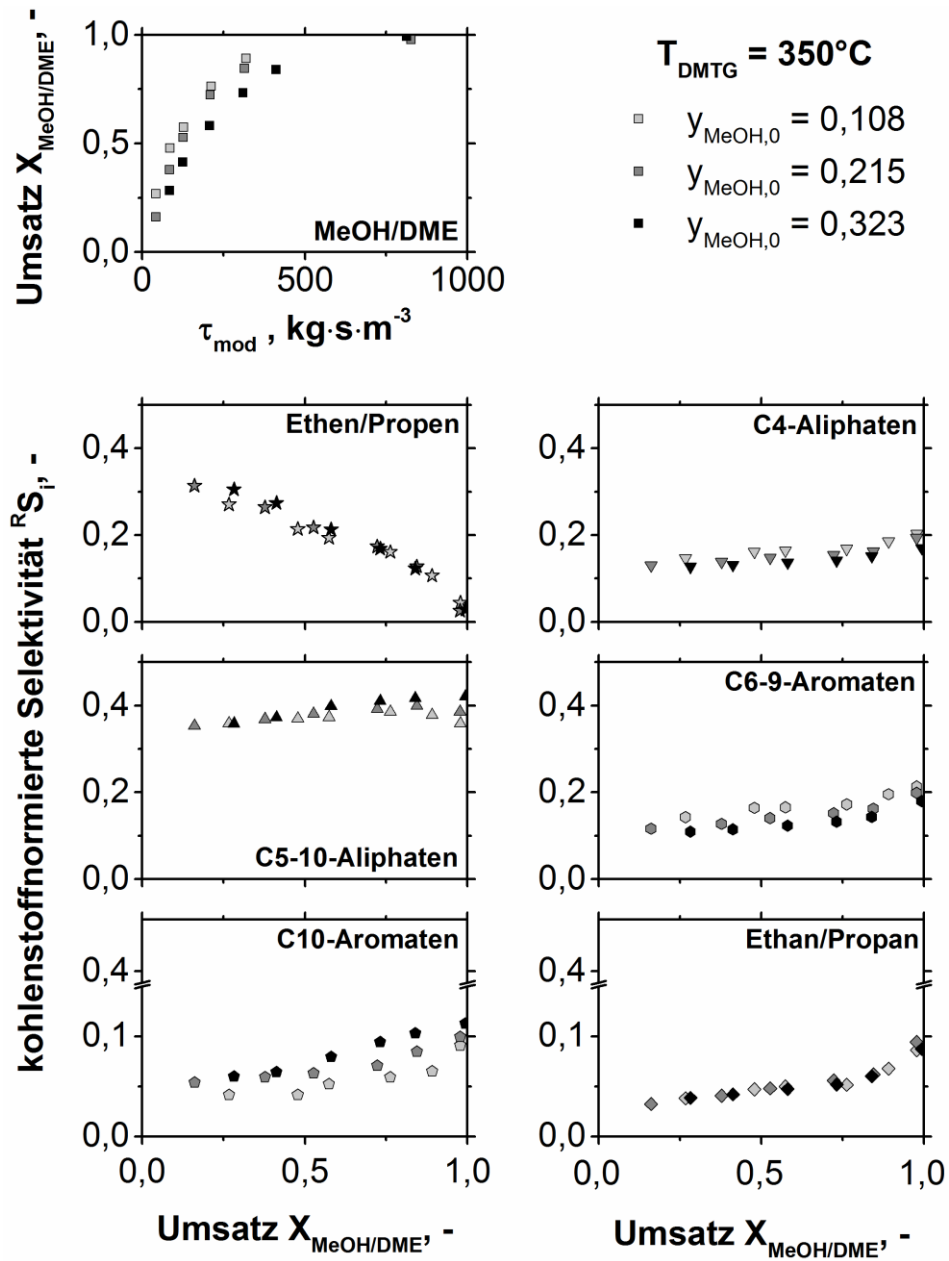 Umsatz X_MeOH/DME, -
1,0
0,5
0,0
0
500
1000
MeOH/DME
τ_mod , kg·s·m⁻³
T_DMTG = 350°C
y_MeOH,0 = 0,108
y_MeOH,0 = 0,215
y_MeOH,0 = 0,323
kohlenstoffnormierte Selektivität ᴿS_i, -
Ethen/Propen
0,4
0,2
0,0
C4-Aliphaten
0,4
0,2
0,0
C5-10-Aliphaten
0,4
0,2
0,0
C6-9-Aromaten
0,4
0,2
0,0
C10-Aromaten
0,4
0,1
0,0
0,0
0,5
1,0
Umsatz X_MeOH/DME, -
Ethan/Propan
0,4
0,1
0,0
0,0
0,5
1,0
Umsatz X_MeOH/DME, -